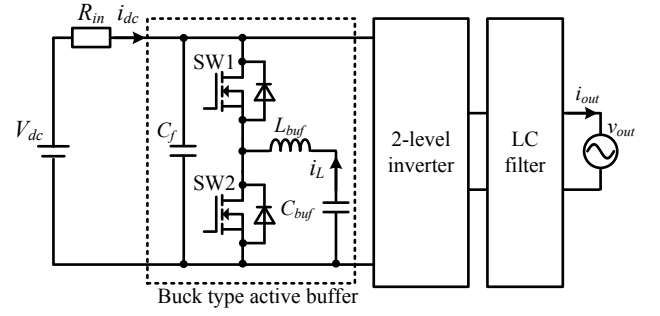 R_in
i_dc
V_dc
C_f
SW1
SW2
L_buf
i_L
C_buf
2-level
inverter
LC
filter
i_out
v_out
Buck type active buffer